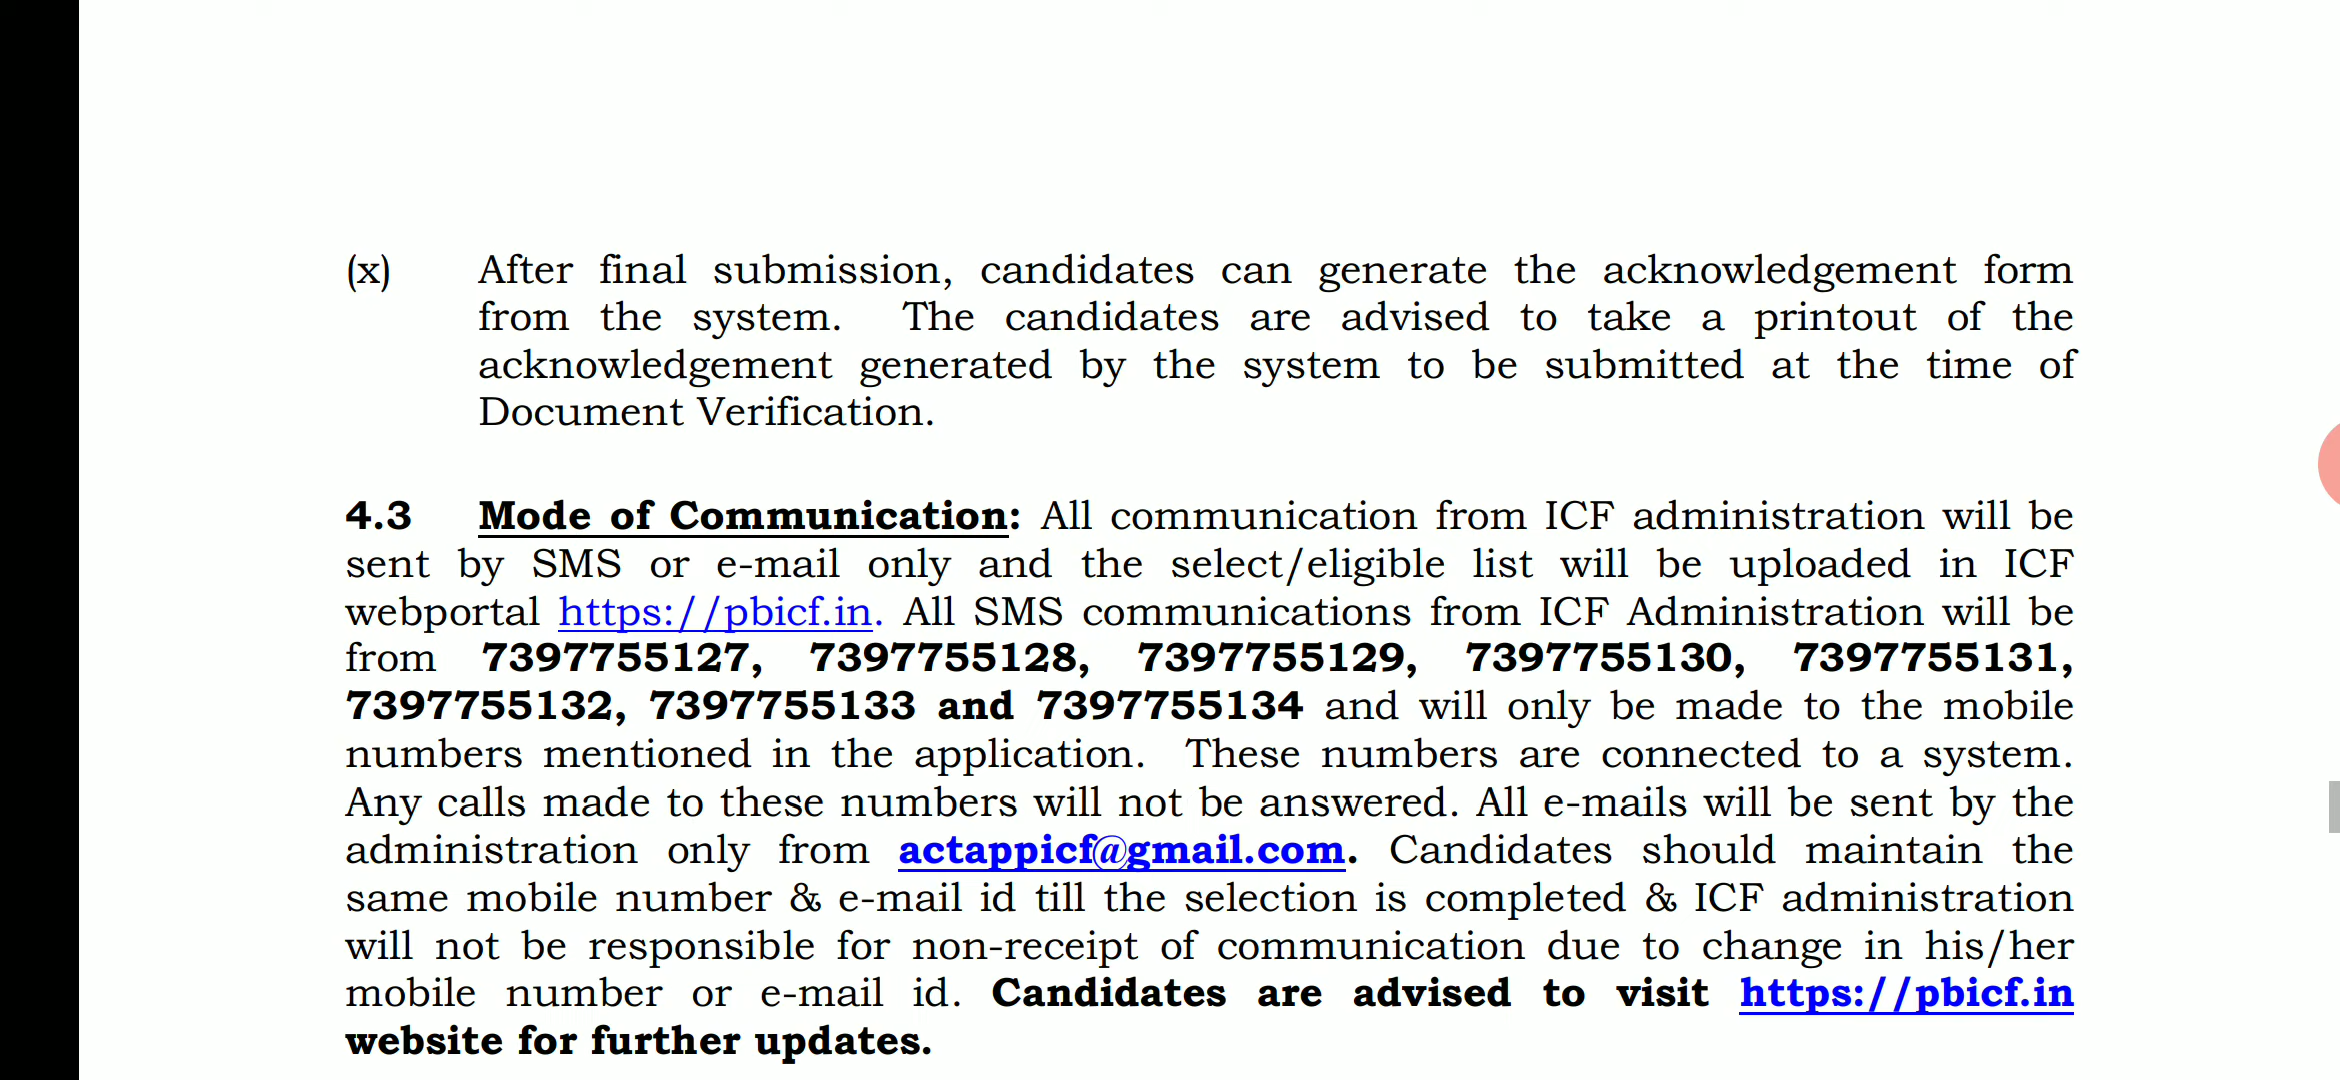 (x) After final submission, candidates can generate the acknowledgement form
from the system. The candidates are advised to take a printout of the
acknowledgement generated by the system to be submitted at the time of
Document Verification.
4.3 Mode of Communication: All communication from ICF administration will be
sent by SMS or e-mail only and the select/eligible list will be uploaded in ICF
webportal https://pbicf.in. All SMS communications from ICF Administration will be
from 7397755127, 7397755128, 7397755129, 7397755130, 7397755131,
7397755132, 7397755133 and 7397755134 and will only be made to the mobile
numbers mentioned in the application. These numbers are connected to a system.
Any calls made to these numbers will not be answered. All e-mails will be sent by the
administration only from actappicf@gmail.com. Candidates should maintain the
same mobile number & e-mail id till the selection is completed & ICF administration
will not be responsible for non-receipt of communication due to change in his/her
mobile number or e-mail id. Candidates are advised to visit https://pbicf.in
website for further updates.